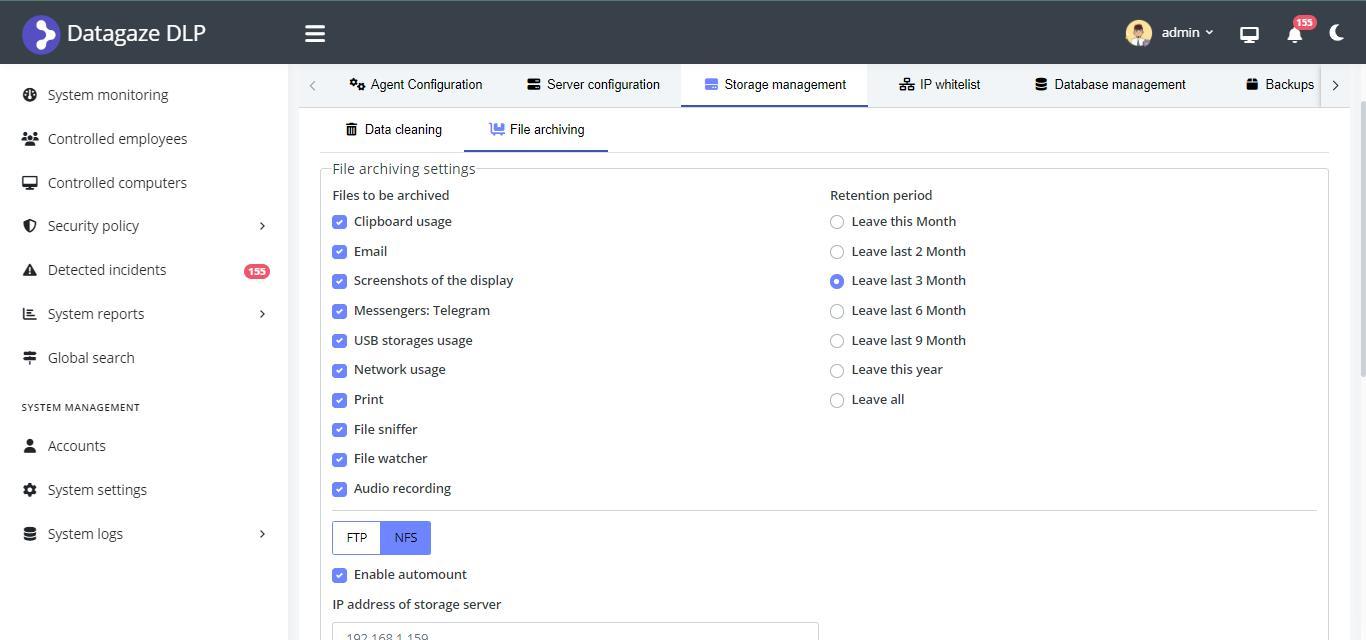 Datagaze DLP
admin
155
System monitoring
Controlled employees
Controlled computers
Security policy
Detected incidents
155
System reports
Global search
SYSTEM MANAGEMENT
Accounts
System settings
System logs
Agent Configuration
Server configuration
Storage management
IP whitelist
Database management
Backups
Data cleaning
File archiving
File archiving settings
Files to be archived
Clipboard usage
Email
Screenshots of the display
Messengers: Telegram
USB storages usage
Network usage
Print
File sniffer
File watcher
Audio recording
Retention period
Leave this Month
Leave last 2 Month
Leave last 3 Month
Leave last 6 Month
Leave last 9 Month
Leave this year
Leave all
FTP
NFS
Enable automount
IP address of storage server
192.168.1.159